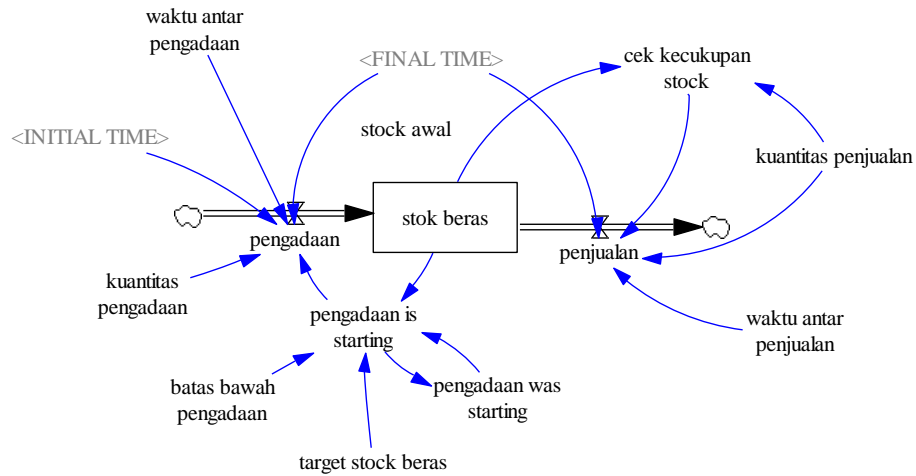 waktu antar
pengadaan
<FINAL TIME>
cek kecukupan
stock
stock awal
<INITIAL TIME>
kuantitas penjualan
stok beras
pengadaan
penjualan
kuantitas
pengadaan
pengadaan is
starting
waktu antar
penjualan
batas bawah
pengadaan
pengadaan was
starting
target stock beras